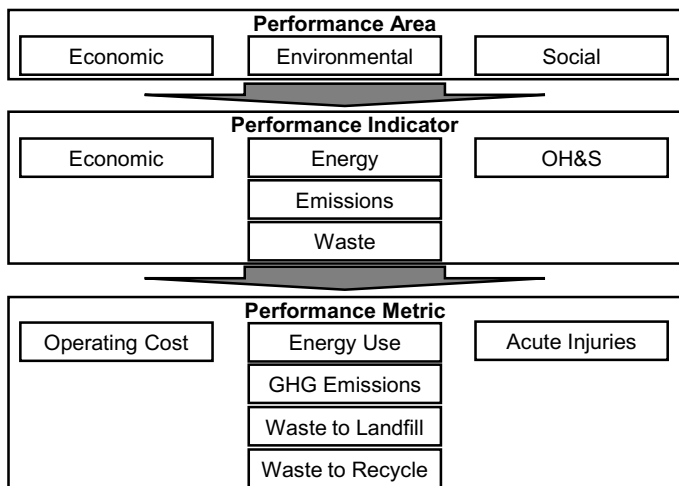 Performance Area
Economic
Environmental
Social
Performance Indicator
Economic
Energy
OH&S
Emissions
Waste
Performance Metric
Operating Cost
Energy Use
Acute Injuries
GHG Emissions
Waste to Landfill
Waste to Recycle